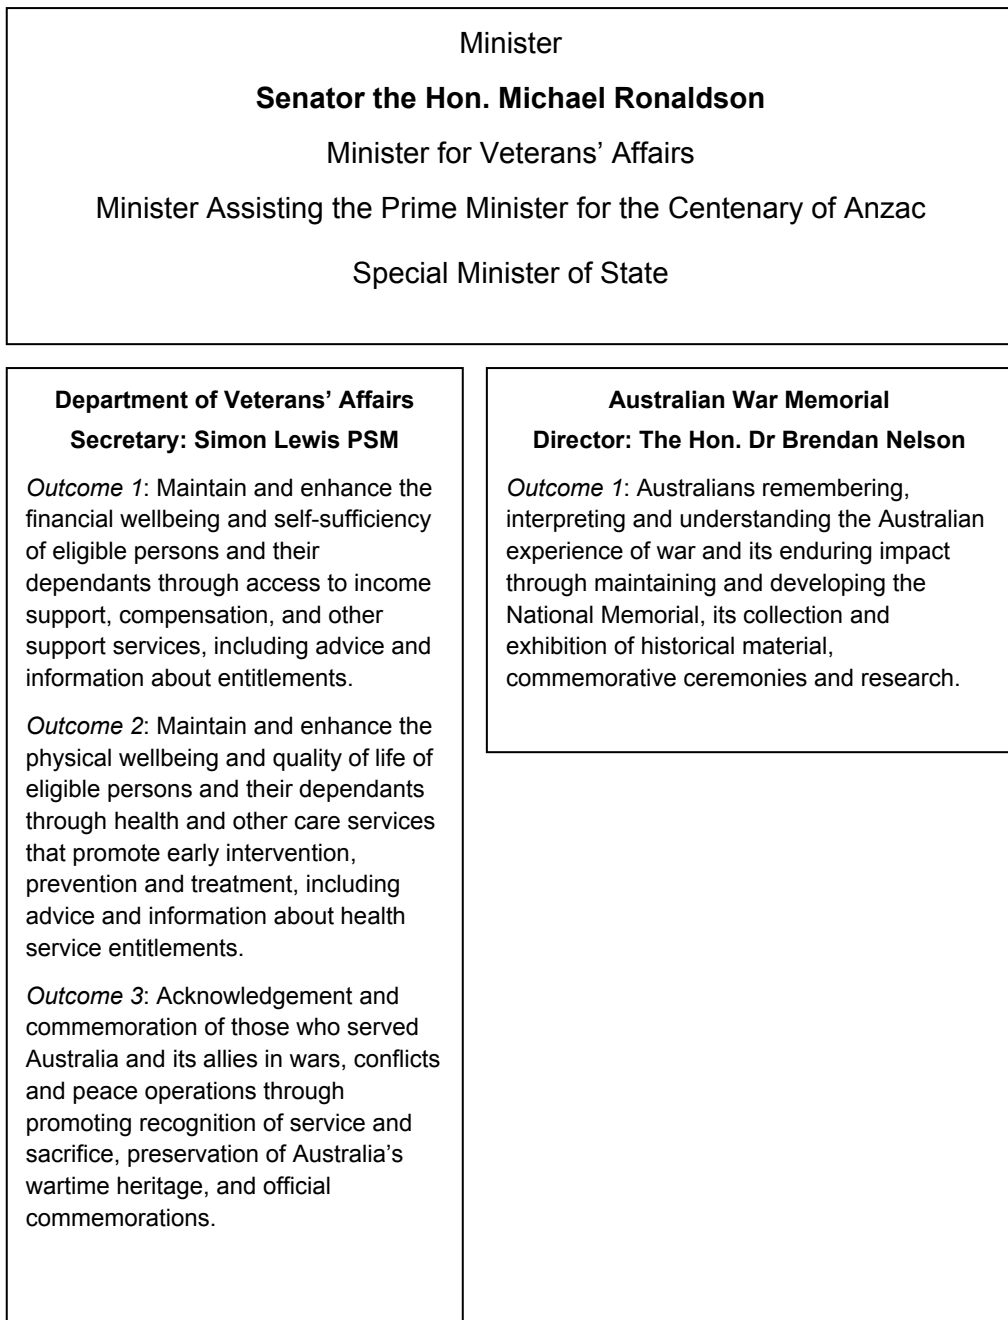 Minister
Senator the Hon. Michael Ronaldson
Minister for Veterans’ Affairs
Minister Assisting the Prime Minister for the Centenary of Anzac
Special Minister of State
Department of Veterans’ Affairs
Secretary: Simon Lewis PSM
Outcome 1: Maintain and enhance the
financial wellbeing and self-sufficiency
of eligible persons and their
dependants through access to income
support, compensation, and other
support services, including advice and
information about entitlements.
Outcome 2: Maintain and enhance the
physical wellbeing and quality of life of
eligible persons and their dependants
through health and other care services
that promote early intervention,
prevention and treatment, including
advice and information about health
service entitlements.
Outcome 3: Acknowledgement and
commemoration of those who served
Australia and its allies in wars, conflicts
and peace operations through
promoting recognition of service and
sacrifice, preservation of Australia’s
wartime heritage, and official
commemorations.
Australian War Memorial
Director: The Hon. Dr Brendan Nelson
Outcome 1: Australians remembering,
interpreting and understanding the Australian
experience of war and its enduring impact
through maintaining and developing the
National Memorial, its collection and
exhibition of historical material,
commemorative ceremonies and research.